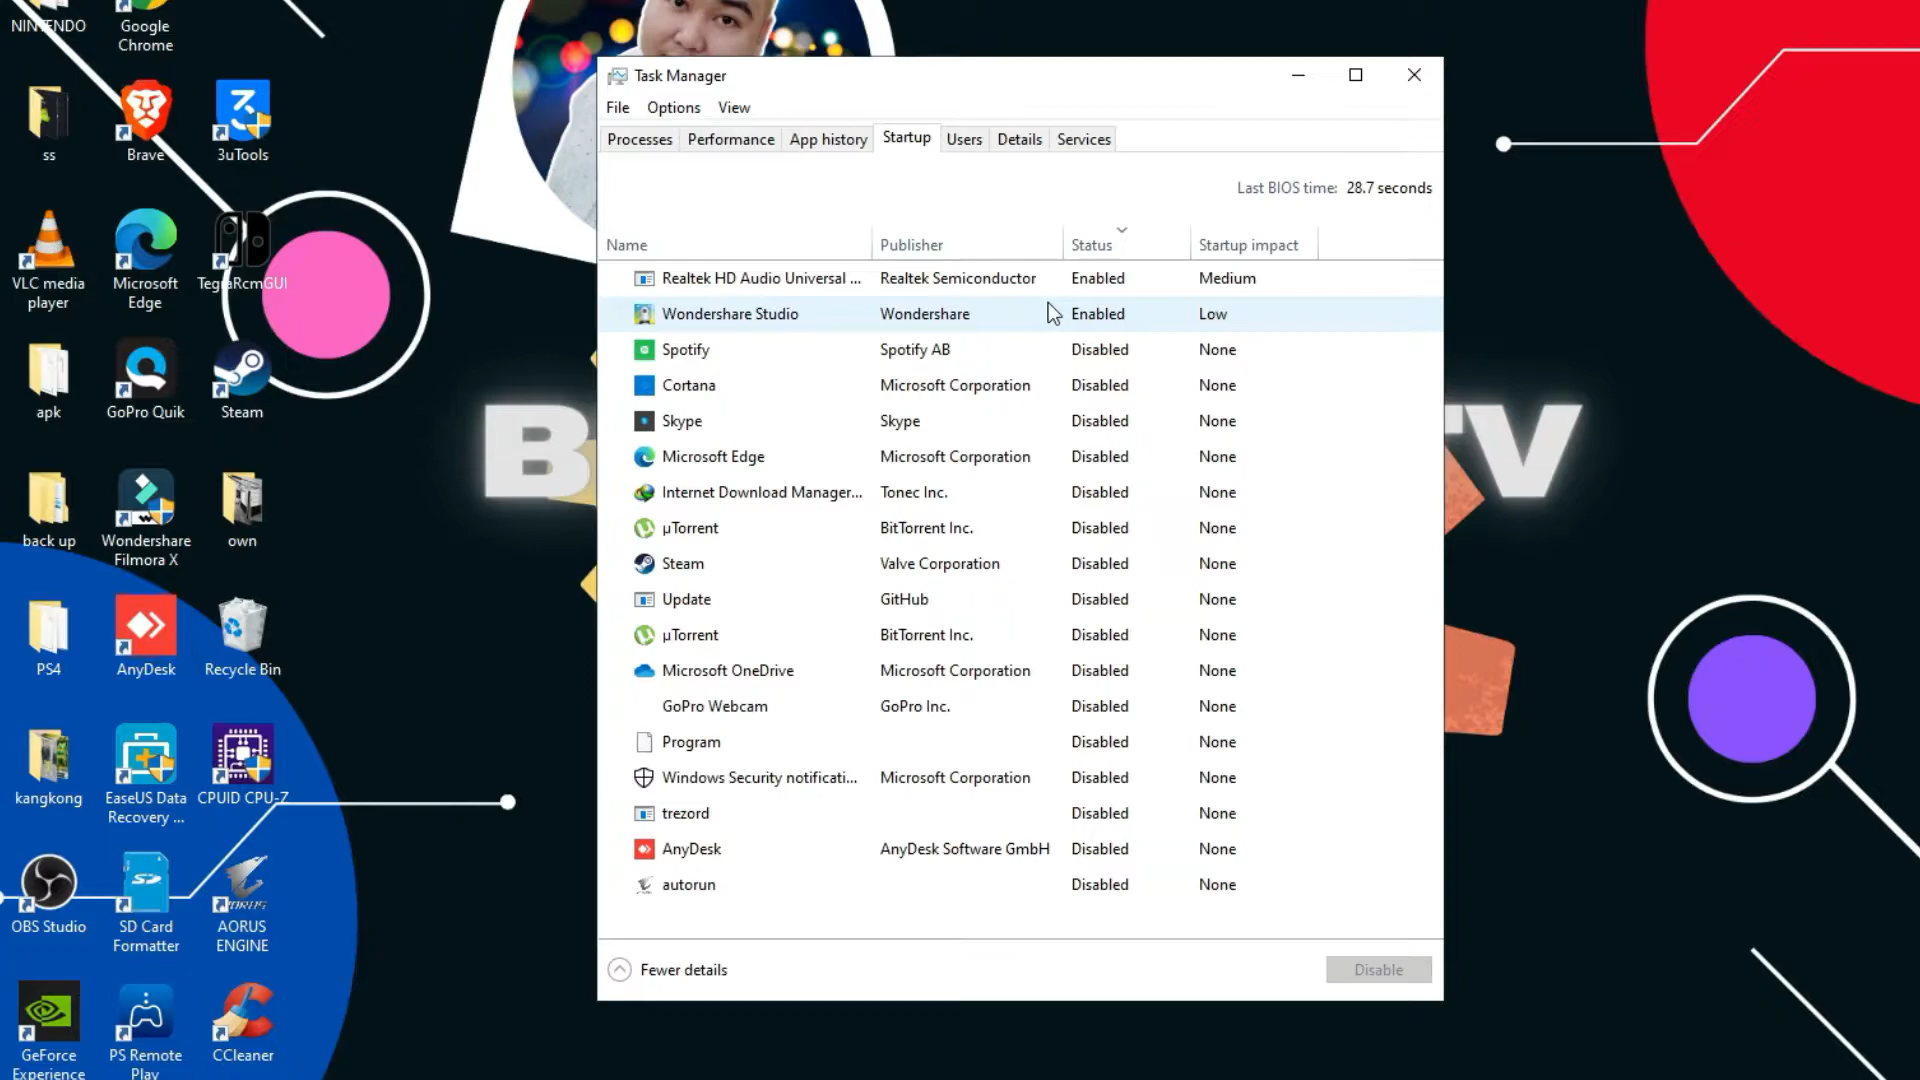 NINTENDO
Google
Chrome
ss
Brave
3uTools
VLC media
player
Microsoft
Edge
TegraRcmGUI
apk
GoPro Quik
Steam
back up
Wondershare
Filmora X
own
PS4
AnyDesk
Recycle Bin
kangkong
EaseUS Data
Recovery ...
CPUID CPU-Z
OBS Studio
SD Card
Formatter
AORUS
ENGINE
GeForce
Experience
PS Remote
Play
CCleaner
B
TV
Task Manager
File Options View
Processes Performance App history Startup Users Details Services
Last BIOS time: 28.7 seconds
Name Publisher Status Startup impact
Realtek HD Audio Universal ... Realtek Semiconductor Enabled Medium
Wondershare Studio Wondershare Enabled Low
Spotify Spotify AB Disabled None
Cortana Microsoft Corporation Disabled None
Skype Skype Disabled None
Microsoft Edge Microsoft Corporation Disabled None
Internet Download Manager... Tonec Inc. Disabled None
µTorrent BitTorrent Inc. Disabled None
Steam Valve Corporation Disabled None
Update GitHub Disabled None
µTorrent BitTorrent Inc. Disabled None
Microsoft OneDrive Microsoft Corporation Disabled None
GoPro Webcam GoPro Inc. Disabled None
Program Disabled None
Windows Security notificati... Microsoft Corporation Disabled None
trezord Disabled None
AnyDesk AnyDesk Software GmbH Disabled None
autorun Disabled None
Fewer details Disable